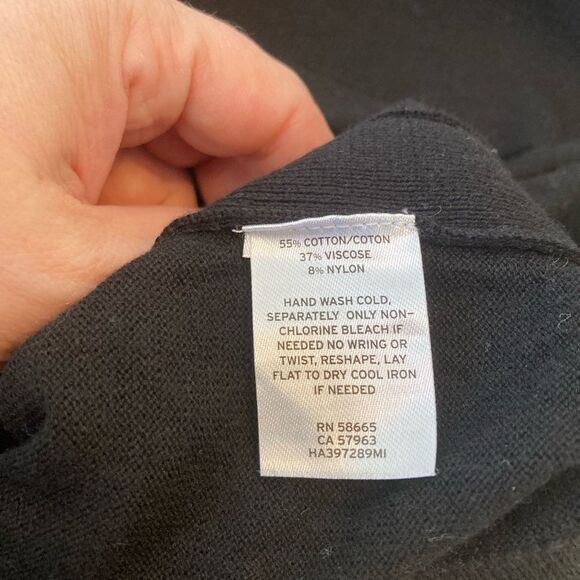 55% COTTON/COTON
37% VISCOSE
8% NYLON
HAND WASH COLD,
SEPARATELY ONLY NON-
CHLORINE BLEACH IF
NEEDED NO WRING OR
TWIST, RESHAPE, LAY
FLAT TO DRY COOL IRON
IF NEEDED
RN 58665
CA 57963
HA397289MI